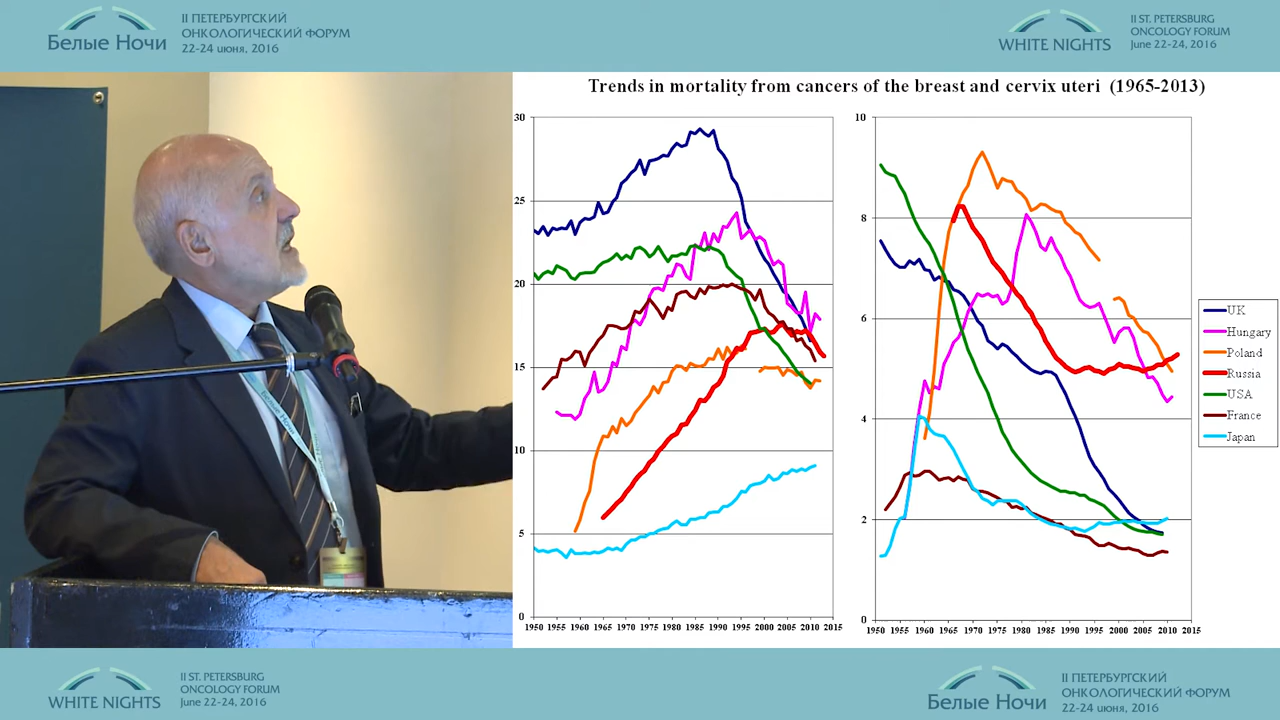 Белые Ночи
II ПЕТЕРБУРГСКИЙ
ОНКОЛОГИЧЕСКИЙ ФОРУМ
22-24 июня, 2016
WHITE NIGHTS
II ST. PETERSBURG
ONCOLOGY FORUM
June 22-24, 2016
Trends in mortality from cancers of the breast and cervix uteri (1965-2013)
30
25
20
15
10
5
0
1950 1955 1960 1965 1970 1975 1980 1985 1990 1995 2000 2005 2010 2015
10
8
6
4
2
0
1950 1955 1960 1965 1970 1975 1980 1985 1990 1995 2000 2005 2010 2015
UK
Hungary
Poland
Russia
USA
France
Japan
Белые Ночи
WHITE NIGHTS
II ST. PETERSBURG
ONCOLOGY FORUM
June 22-24, 2016
Белые Ночи
II ПЕТЕРБУРГСКИЙ
ОНКОЛОГИЧЕСКИЙ ФОРУМ
22-24 июня, 2016